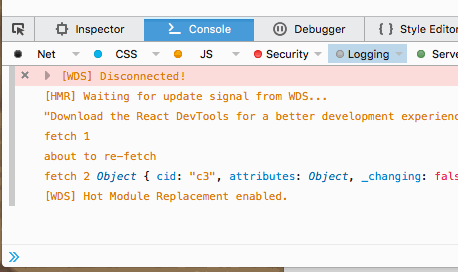 Inspector Console Debugger Style Editor
Net CSS JS Security Logging Serve
[WDS] Disconnected!
[HMR] Waiting for update signal from WDS...
"Download the React DevTools for a better development experienc
fetch 1
about to re-fetch
fetch 2 Object { cid: "c3", attributes: Object, _changing: fals
[WDS] Hot Module Replacement enabled.